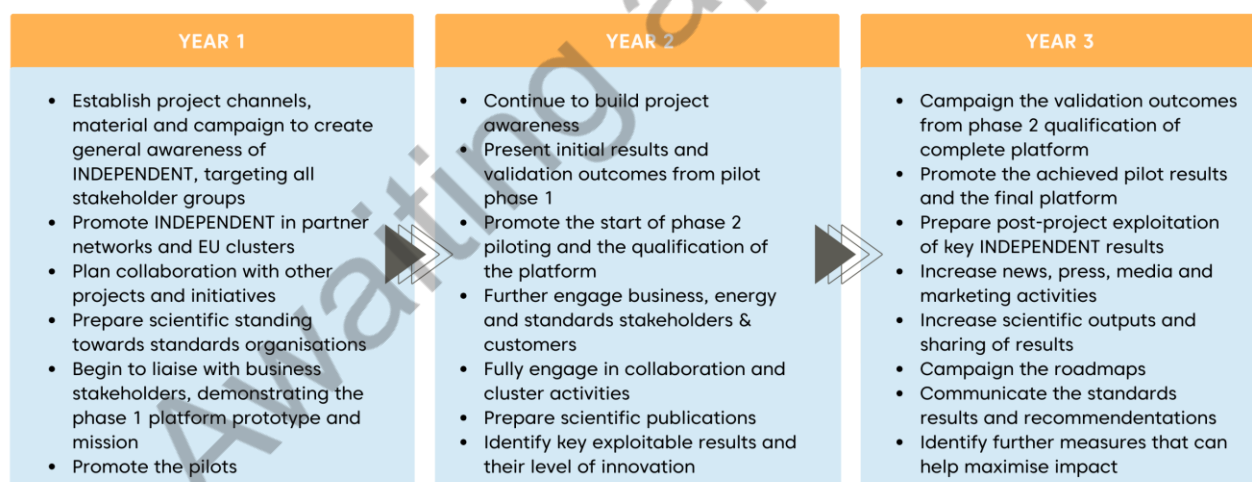 YEAR 1
• Establish project channels,
material and campaign to create
general awareness of
INDEPENDENT, targeting all
stakeholder groups
• Promote INDEPENDENT in partner
networks and EU clusters
• Plan collaboration with other
projects and initiatives
• Prepare scientific standing
towards standards organisations
• Begin to liaise with business
stakeholders, demonstrating the
phase 1 platform prototype and
mission
• Promote the pilots
YEAR 2
• Continue to build project
awareness
• Present initial results and
validation outcomes from pilot
phase 1
• Promote the start of phase 2
piloting and the qualification of
the platform
• Further engage business, energy
and standards stakeholders &
customers
• Fully engage in collaboration and
cluster activities
• Prepare scientific publications
• Identify key exploitable results and
their level of innovation
YEAR 3
• Campaign the validation outcomes
from phase 2 qualification of
complete platform
• Promote the achieved pilot results
and the final platform
• Prepare post-project exploitation
of key INDEPENDENT results
• Increase news, press, media and
marketing activities
• Increase scientific outputs and
sharing of results
• Campaign the roadmaps
• Communicate the standards
results and recommendentations
• Identify further measures that can
help maximise impact
Awaiting